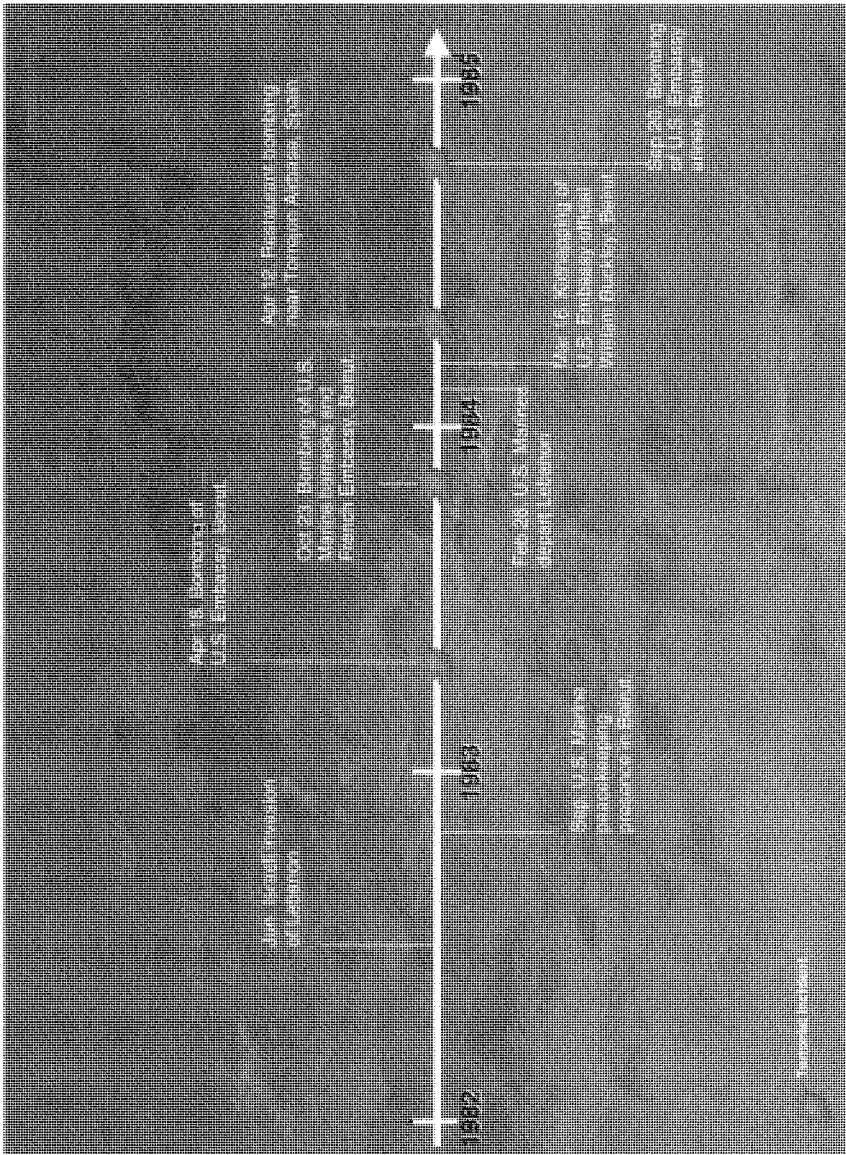 1982
1983
1984
1985
Jun Israeli invasion
of Lebanon
Apr 18 Bombing of
U.S. Embassy Beirut
Oct 23 Bombing of U.S.
Marine barracks and
French Embassy Beirut
Apr 12 Restaurant bombing
near Torrejon Airbase, Spain
Sep U.S. Marine
peacekeeping
presence in Beirut
Feb 26 U.S. Marines
depart Lebanon
Mar 16 Kidnapping of
U.S. Embassy official
William Buckley, Beirut
Sep 20 Bombing
of U.S. Embassy
annex, Beirut